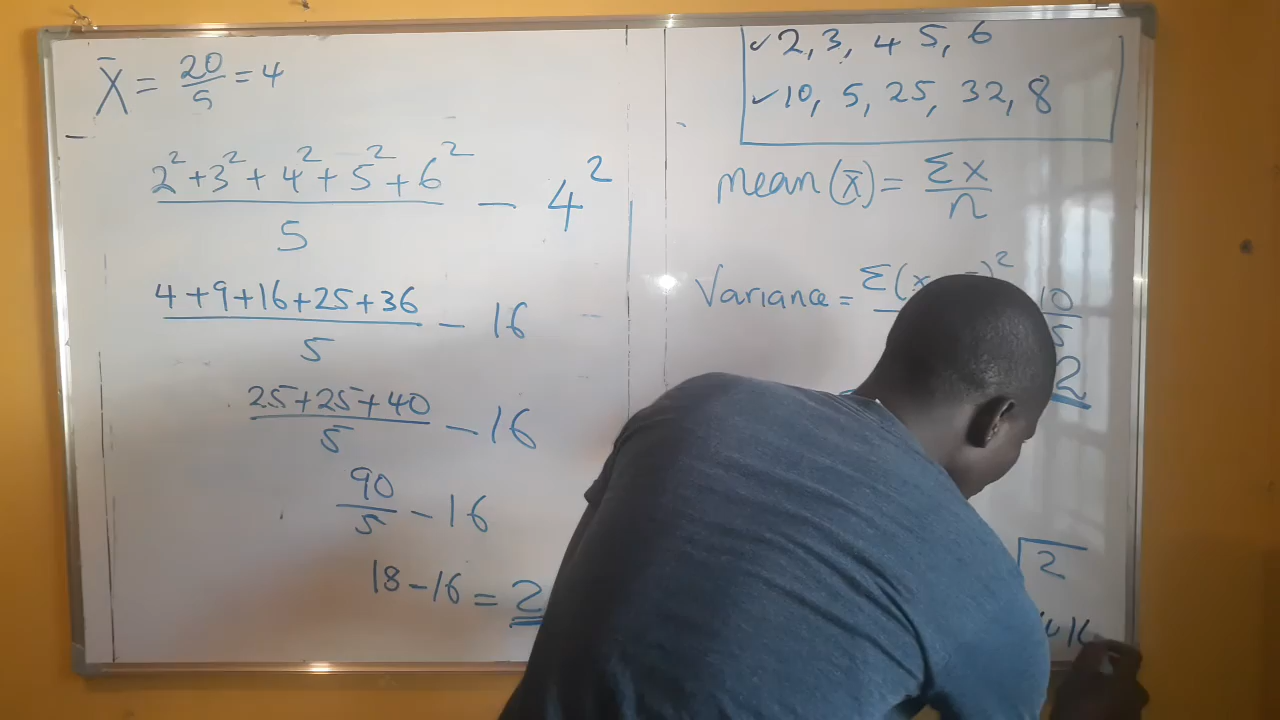 X̄ = 20/5 = 4
(2² + 3² + 4² + 5² + 6²)/5 − 4²
(4 + 9 + 16 + 25 + 36)/5 − 16
(25 + 25 + 40)/5 − 16
90/5 − 16
18 − 16 = 2
✓ 2, 3, 4 5, 6
✓ 10, 5, 25, 32, 8
mean (x̄) = Σx/n
Variance = Σ(x )²
10/5
2
√2